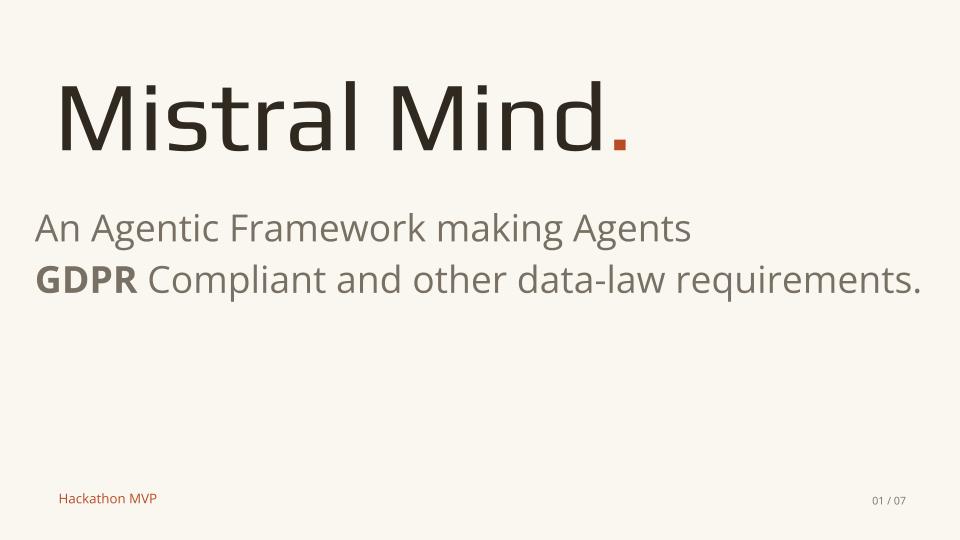 Mistral Mind.
An Agentic Framework making Agents
GDPR Compliant and other data-law requirements.
Hackathon MVP
01 / 07